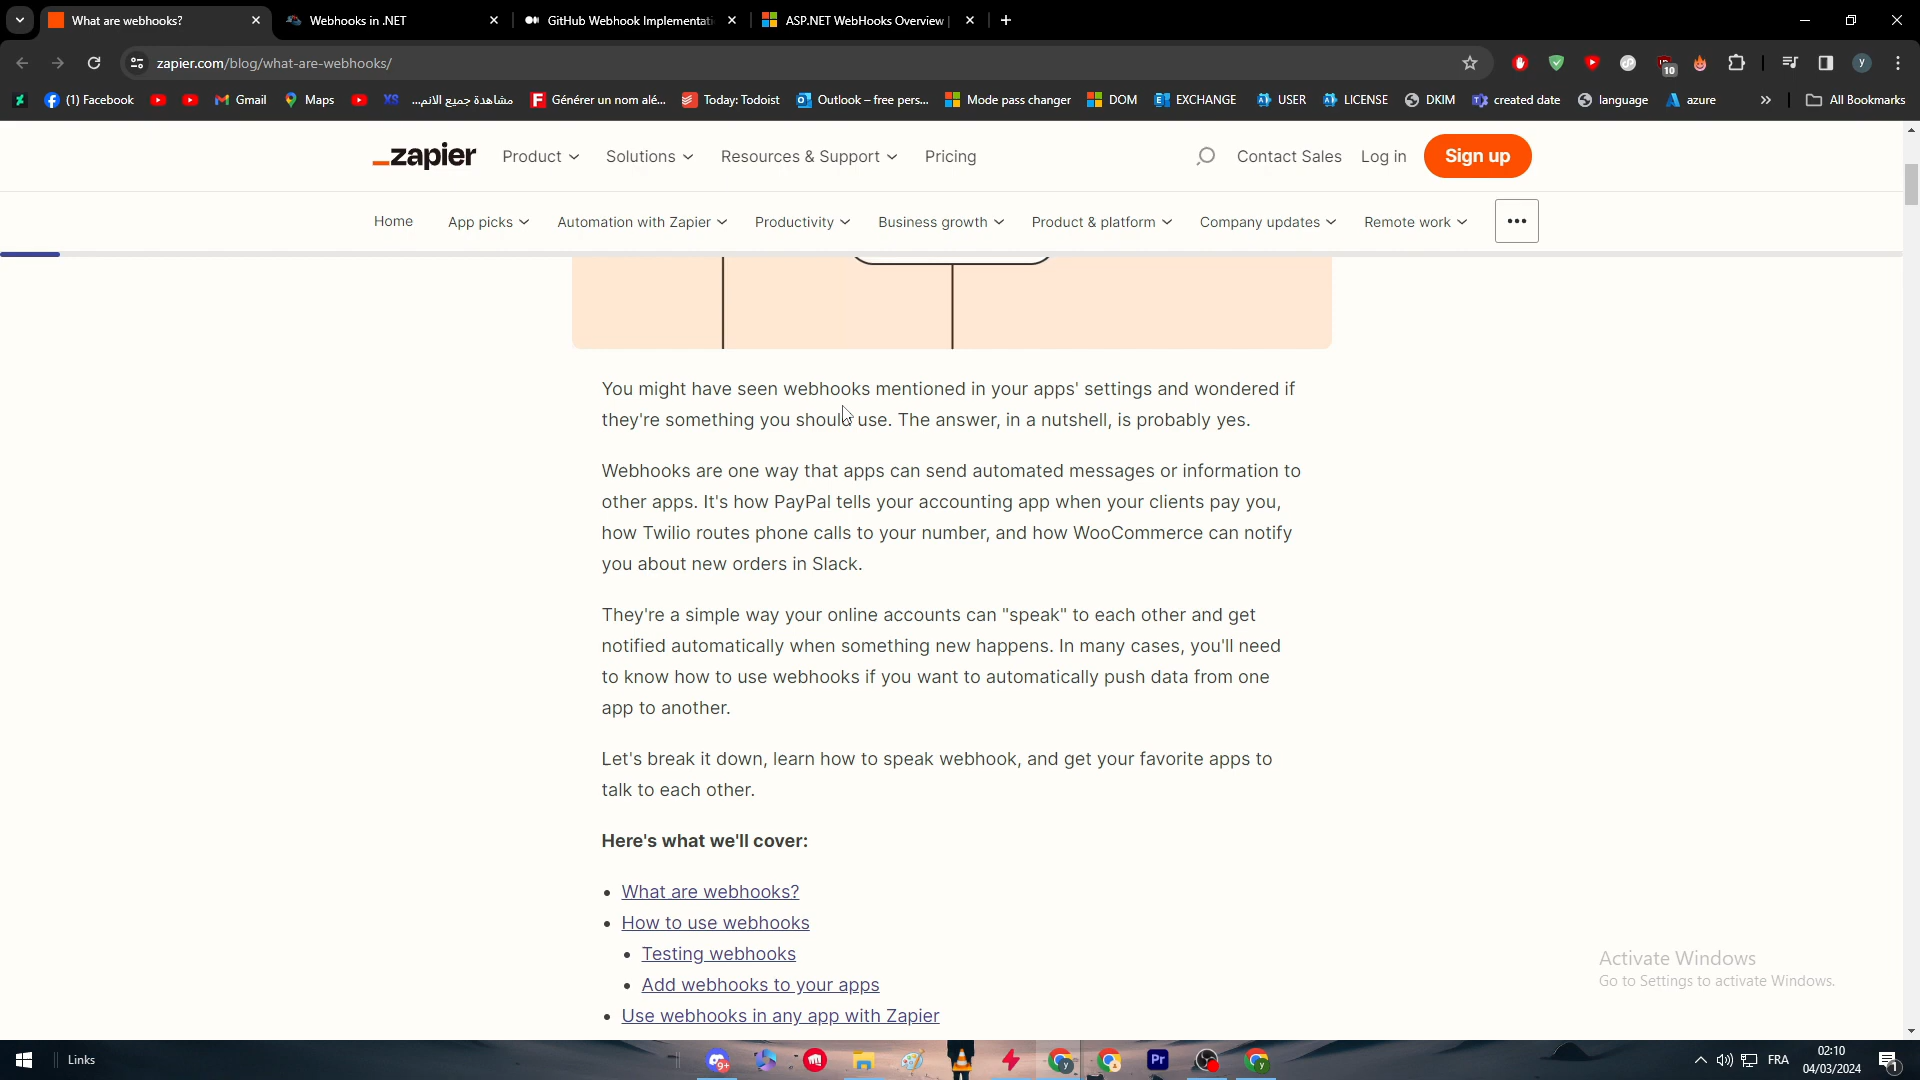 What are webhooks?
Webhooks in .NET
GitHub Webhook Implementati
ASP.NET WebHooks Overview |
zapier.com/blog/what-are-webhooks/
10
y
(1) Facebook
Gmail
Maps
XS
مشاهدة جميع الانم...
Générer un nom alé...
Today: Todoist
Outlook – free pers...
Mode pass changer
DOM
EXCHANGE
USER
LICENSE
DKIM
created date
language
azure
»
All Bookmarks
zapier
Product
Solutions
Resources & Support
Pricing
Contact Sales
Log in
Sign up
Home
App picks
Automation with Zapier
Productivity
Business growth
Product & platform
Company updates
Remote work
You might have seen webhooks mentioned in your apps' settings and wondered if
they're something you should use. The answer, in a nutshell, is probably yes.
Webhooks are one way that apps can send automated messages or information to
other apps. It's how PayPal tells your accounting app when your clients pay you,
how Twilio routes phone calls to your number, and how WooCommerce can notify
you about new orders in Slack.
They're a simple way your online accounts can "speak" to each other and get
notified automatically when something new happens. In many cases, you'll need
to know how to use webhooks if you want to automatically push data from one
app to another.
Let's break it down, learn how to speak webhook, and get your favorite apps to
talk to each other.
Here's what we'll cover:
• What are webhooks?
• How to use webhooks
• Testing webhooks
• Add webhooks to your apps
• Use webhooks in any app with Zapier
Activate Windows
Go to Settings to activate Windows.
Links
9+
Pr
FRA
02:10
04/03/2024
1